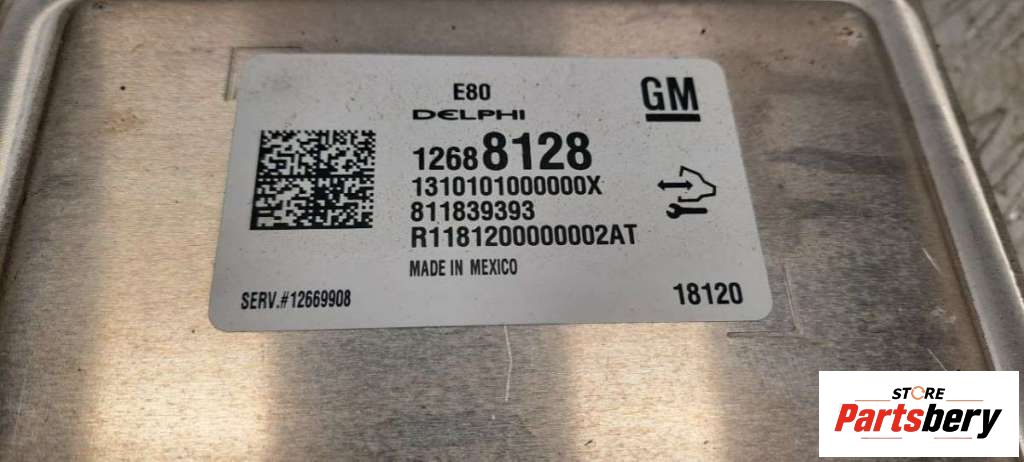 E80
GM
DELPHI
12688128
1310101000000X
811839393
R1181200000002AT
MADE IN MEXICO
SERV.#12669908
18120
STORE
Partsbery